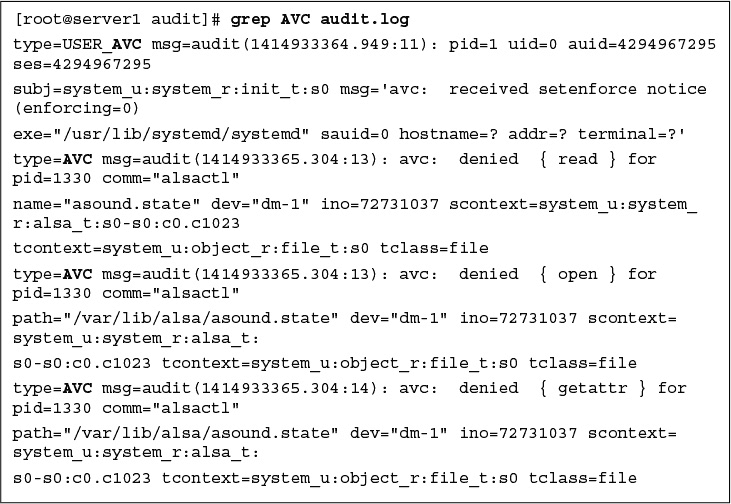 [root@server1 audit]# grep AVC audit.log
type=USER_AVC msg=audit(1414933364.949:11): pid=1 uid=0 auid=4294967295
ses=4294967295
subj=system_u:system_r:init_t:s0 msg='avc:  received setenforce notice
(enforcing=0)
exe="/usr/lib/systemd/systemd" sauid=0 hostname=? addr=? terminal=?'
type=AVC msg=audit(1414933365.304:13): avc:  denied  { read } for
pid=1330 comm="alsactl"
name="asound.state" dev="dm-1" ino=72731037 scontext=system_u:system_
r:alsa_t:s0-s0:c0.c1023
tcontext=system_u:object_r:file_t:s0 tclass=file
type=AVC msg=audit(1414933365.304:13): avc:  denied  { open } for
pid=1330 comm="alsactl"
path="/var/lib/alsa/asound.state" dev="dm-1" ino=72731037 scontext=
system_u:system_r:alsa_t:
s0-s0:c0.c1023 tcontext=system_u:object_r:file_t:s0 tclass=file
type=AVC msg=audit(1414933365.304:14): avc:  denied  { getattr } for
pid=1330 comm="alsactl"
path="/var/lib/alsa/asound.state" dev="dm-1" ino=72731037 scontext=
system_u:system_r:alsa_t:
s0-s0:c0.c1023 tcontext=system_u:object_r:file_t:s0 tclass=file